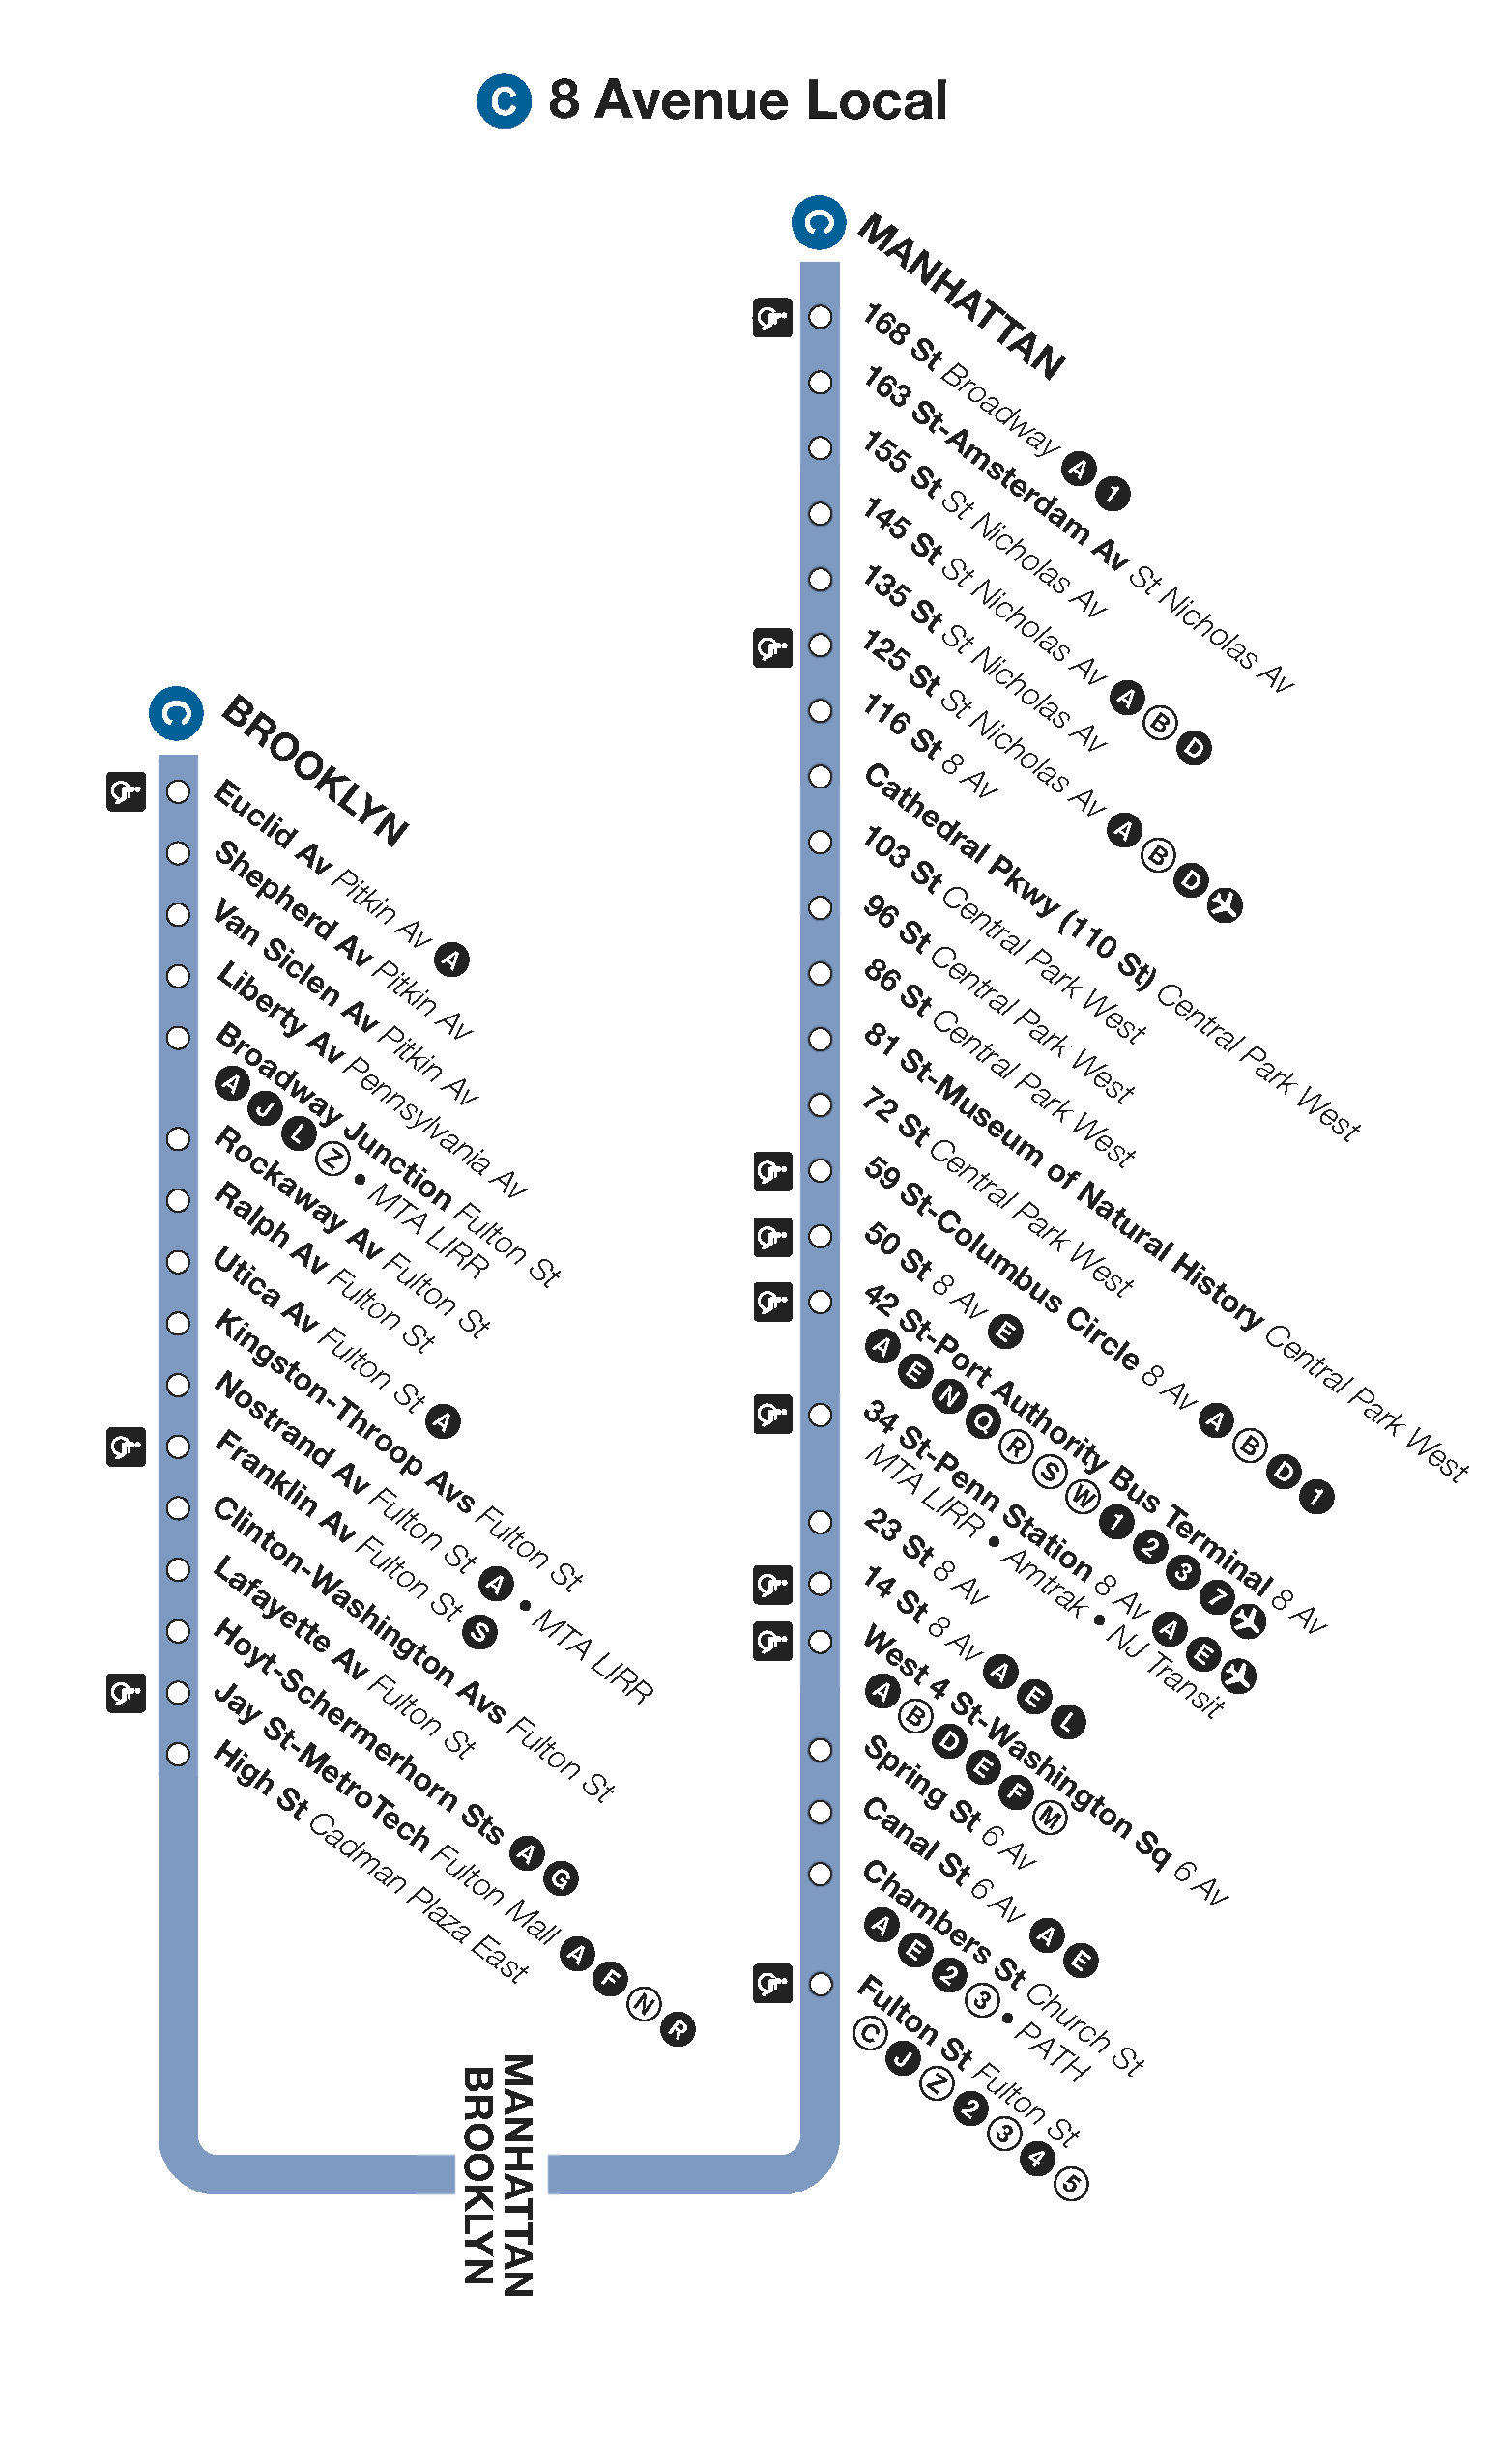 C 8 Avenue Local
C MANHATTAN
168 St Broadway A 1
163 St-Amsterdam Av St Nicholas Av
155 St St Nicholas Av
145 St St Nicholas Av A B D
135 St St Nicholas Av
125 St St Nicholas Av A B D
116 St 8 Av
Cathedral Pkwy (110 St) Central Park West
103 St Central Park West
96 St Central Park West
86 St Central Park West
81 St-Museum of Natural History Central Park West
72 St Central Park West
59 St-Columbus Circle 8 Av A B D 1
50 St 8 Av E
42 St-Port Authority Bus Terminal 8 Av
A E N Q R S W 1 2 3 7
34 St-Penn Station 8 Av A E
MTA LIRR • Amtrak • NJ Transit
23 St 8 Av
14 St 8 Av A E L
West 4 St-Washington Sq 6 Av
A B D E F M
Spring St 6 Av
Canal St 6 Av A E
Chambers St Church St
A E 2 3 • PATH
Fulton St Fulton St
C J Z 2 3 4 5
C BROOKLYN
Euclid Av Pitkin Av A
Shepherd Av Pitkin Av
Van Siclen Av Pitkin Av
Liberty Av Pennsylvania Av
Broadway Junction Fulton St
A J L Z • MTA LIRR
Rockaway Av Fulton St
Ralph Av Fulton St
Utica Av Fulton St A
Kingston-Throop Avs Fulton St
Nostrand Av Fulton St A • MTA LIRR
Franklin Av Fulton St S
Clinton-Washington Avs Fulton St
Lafayette Av Fulton St
Hoyt-Schermerhorn Sts A G
Jay St-MetroTech Fulton Mall A F N R
High St Cadman Plaza East
MANHATTAN
BROOKLYN